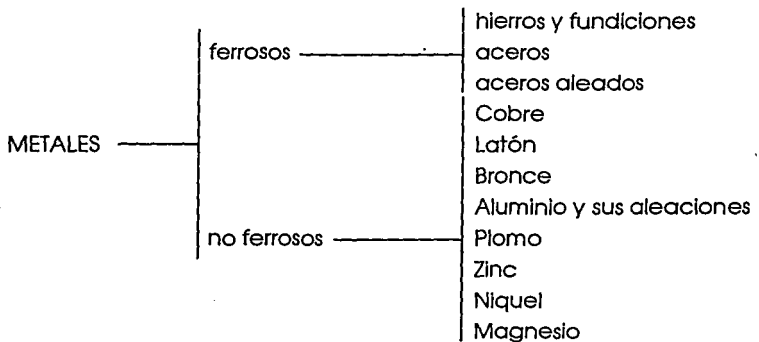 hierros y fundiciones
ferrosos aceros
aceros aleados
Cobre
METALES Latón
Bronce
Aluminio y sus aleaciones
no ferrosos Plomo
Zinc
Niquel
Magnesio